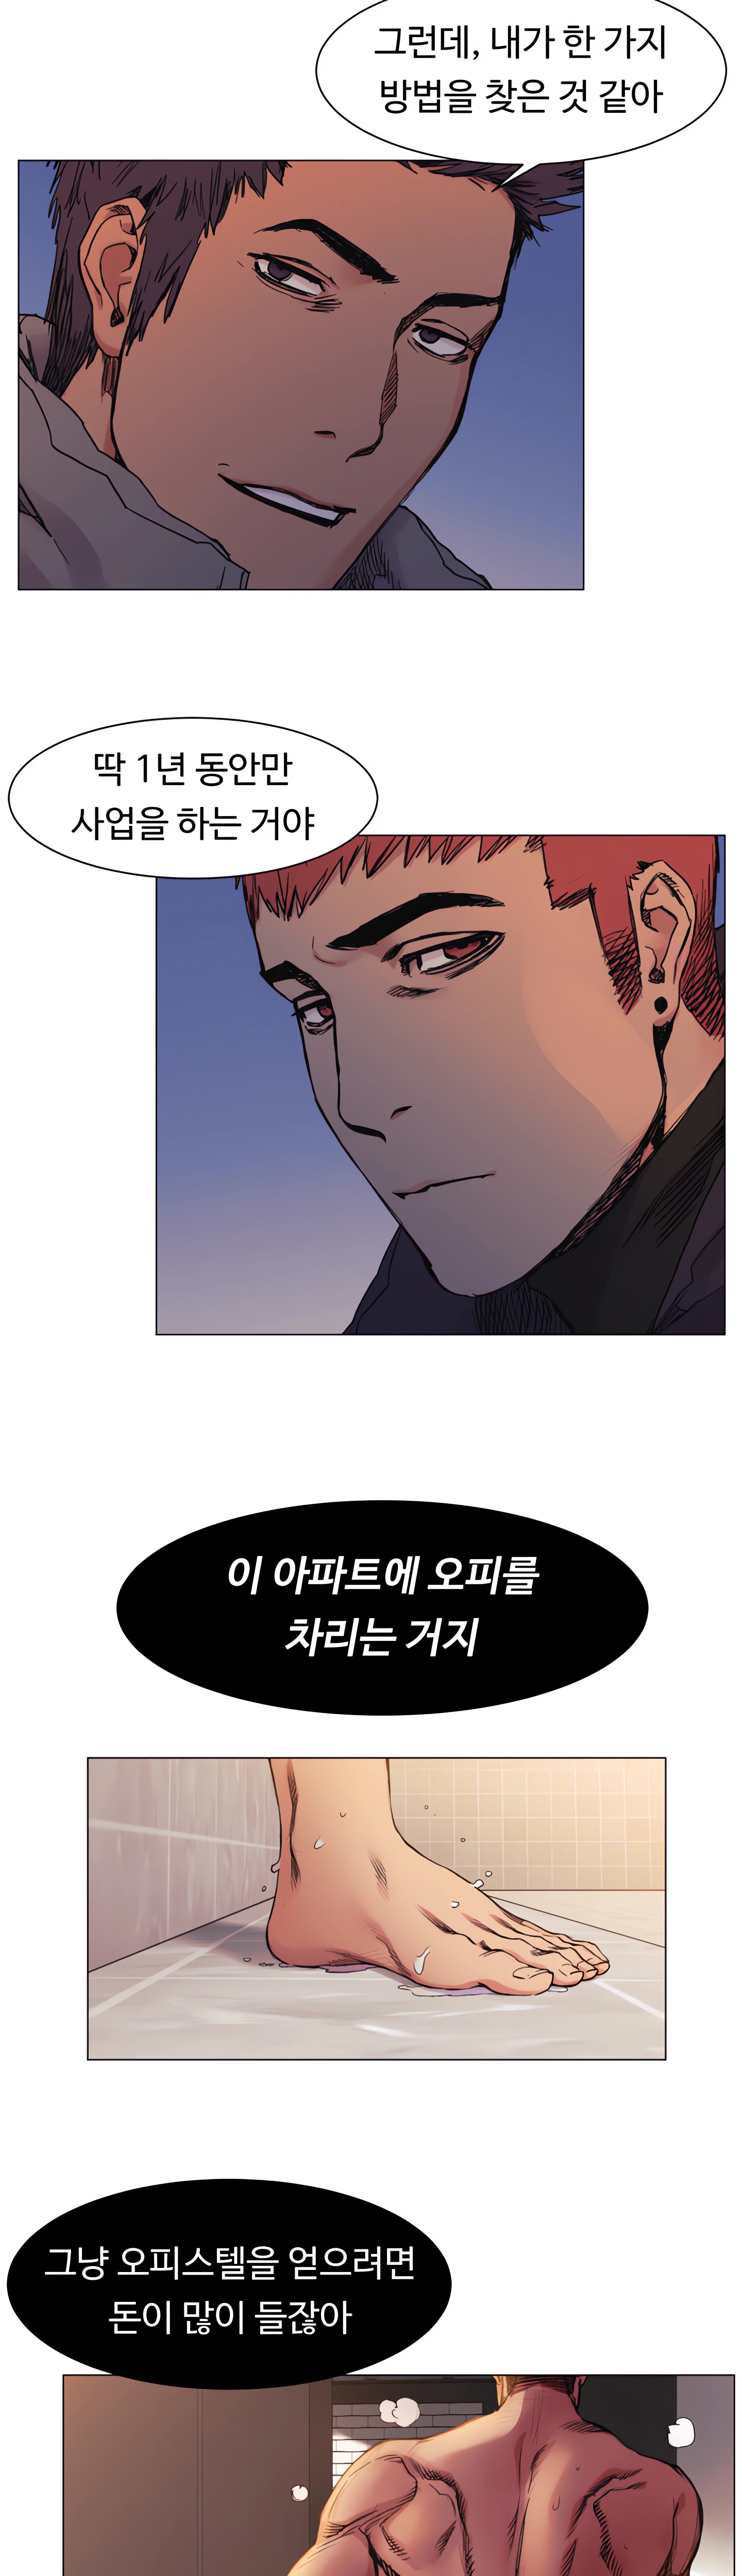 그런데, 내가 한 가지
방법을 찾은 것 같아
딱 1년 동안만
사업을 하는 거야
이 아파트에 오피를
차리는 거지
그냥 오피스텔을 얻으려면
돈이 많이 들잖아